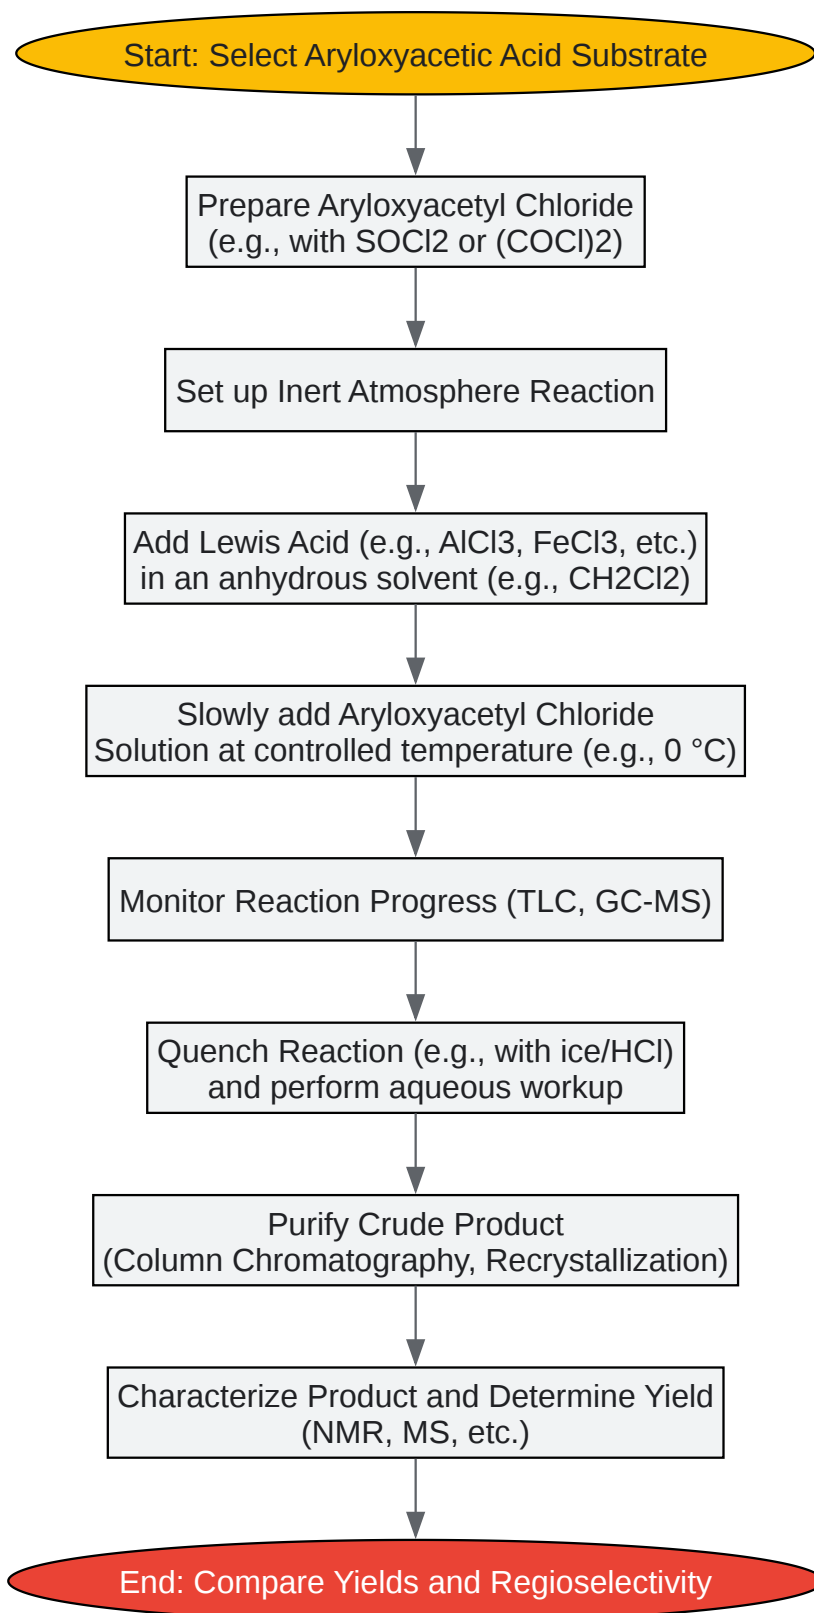 Start: Select Aryloxyacetic Acid Substrate
Prepare Aryloxyacetyl Chloride
(e.g., with SOCl2 or (COCl)2)
Set up Inert Atmosphere Reaction
Add Lewis Acid (e.g., AlCl3, FeCl3, etc.)
in an anhydrous solvent (e.g., CH2Cl2)
Slowly add Aryloxyacetyl Chloride
Solution at controlled temperature (e.g., 0 °C)
Monitor Reaction Progress (TLC, GC-MS)
Quench Reaction (e.g., with ice/HCl)
and perform aqueous workup
Purify Crude Product
(Column Chromatography, Recrystallization)
Characterize Product and Determine Yield
(NMR, MS, etc.)
End: Compare Yields and Regioselectivity